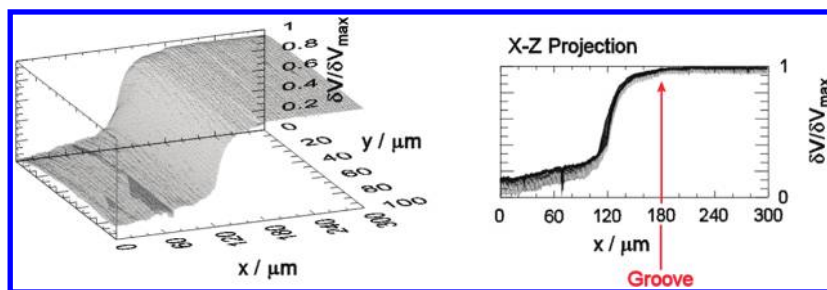 1
0.8
0.6
0.4
0.2
0
δV/δVmax
y / μm
20
40
60
80
100
0
60
120
180
240
300
x / μm
X-Z Projection
1
0
δV/δVmax
0 60 120 180 240 300
x / μm
Groove